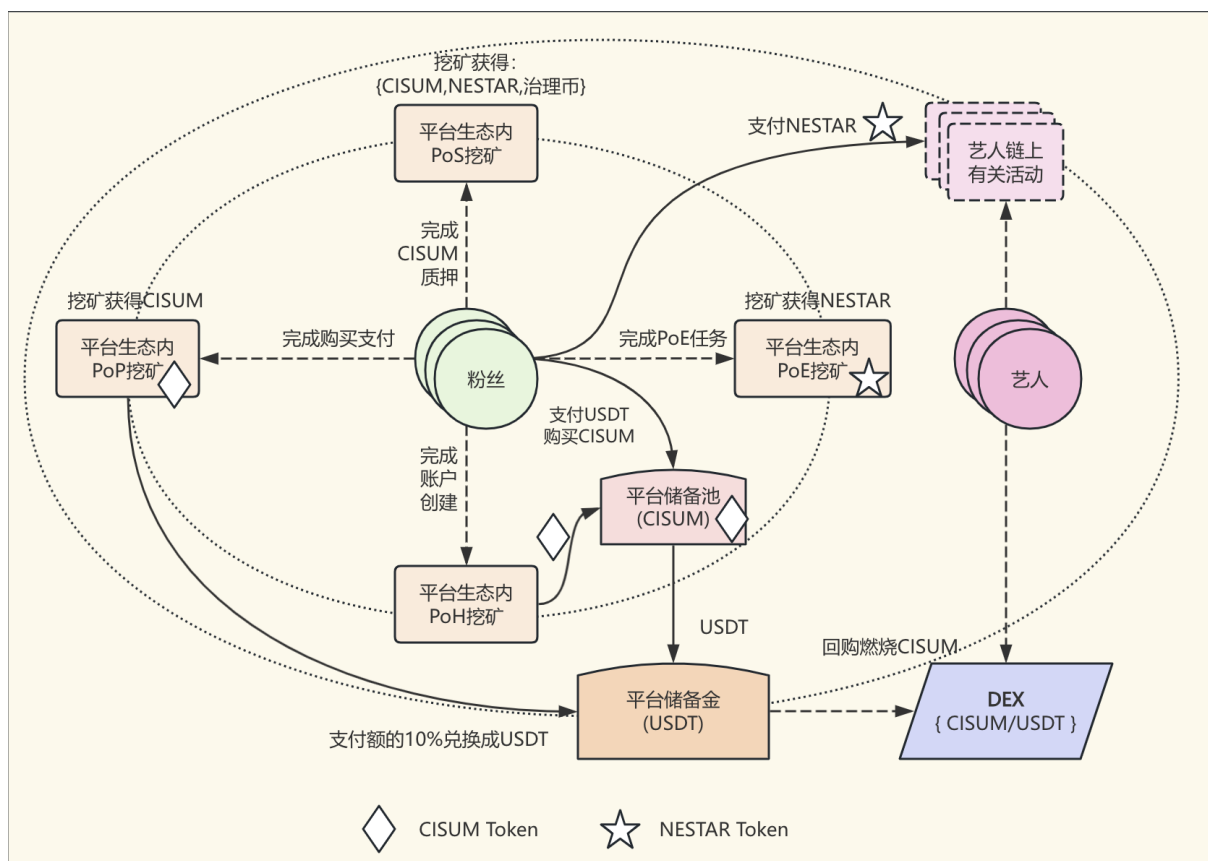 挖矿获得:
{CISUM,NESTAR,治理币}
平台生态内
PoS挖矿
支付NESTAR
艺人链上
有关活动
完成
CISUM
质押
挖矿获得CISUM
平台生态内
PoP挖矿
完成购买支付
粉丝
完成PoE任务
挖矿获得NESTAR
平台生态内
PoE挖矿
艺人
支付USDT
购买CISUM
完成
账户
创建
平台储备池
(CISUM)
平台生态内
PoH挖矿
USDT
回购燃烧CISUM
平台储备金
(USDT)
DEX
{ CISUM/USDT }
支付额的10%兑换成USDT
CISUM Token
NESTAR Token